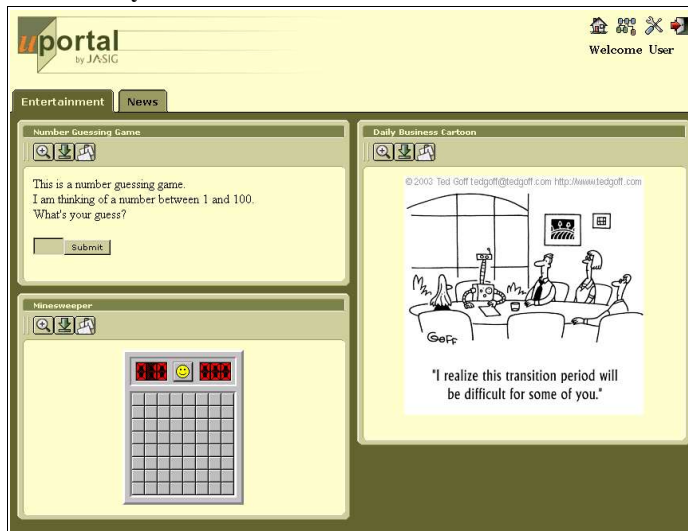 uportal
by JASIG
Welcome User
Entertainment
News
Number Guessing Game
This is a number guessing game.
I am thinking of a number between 1 and 100.
What's your guess?
Submit
Minesweeper
Daily Business Cartoon
© 2003 Ted Goff tedgoff@tedgoff.com http://www.tedgoff.com
GOFF
"I realize this transition period will
be difficult for some of you."